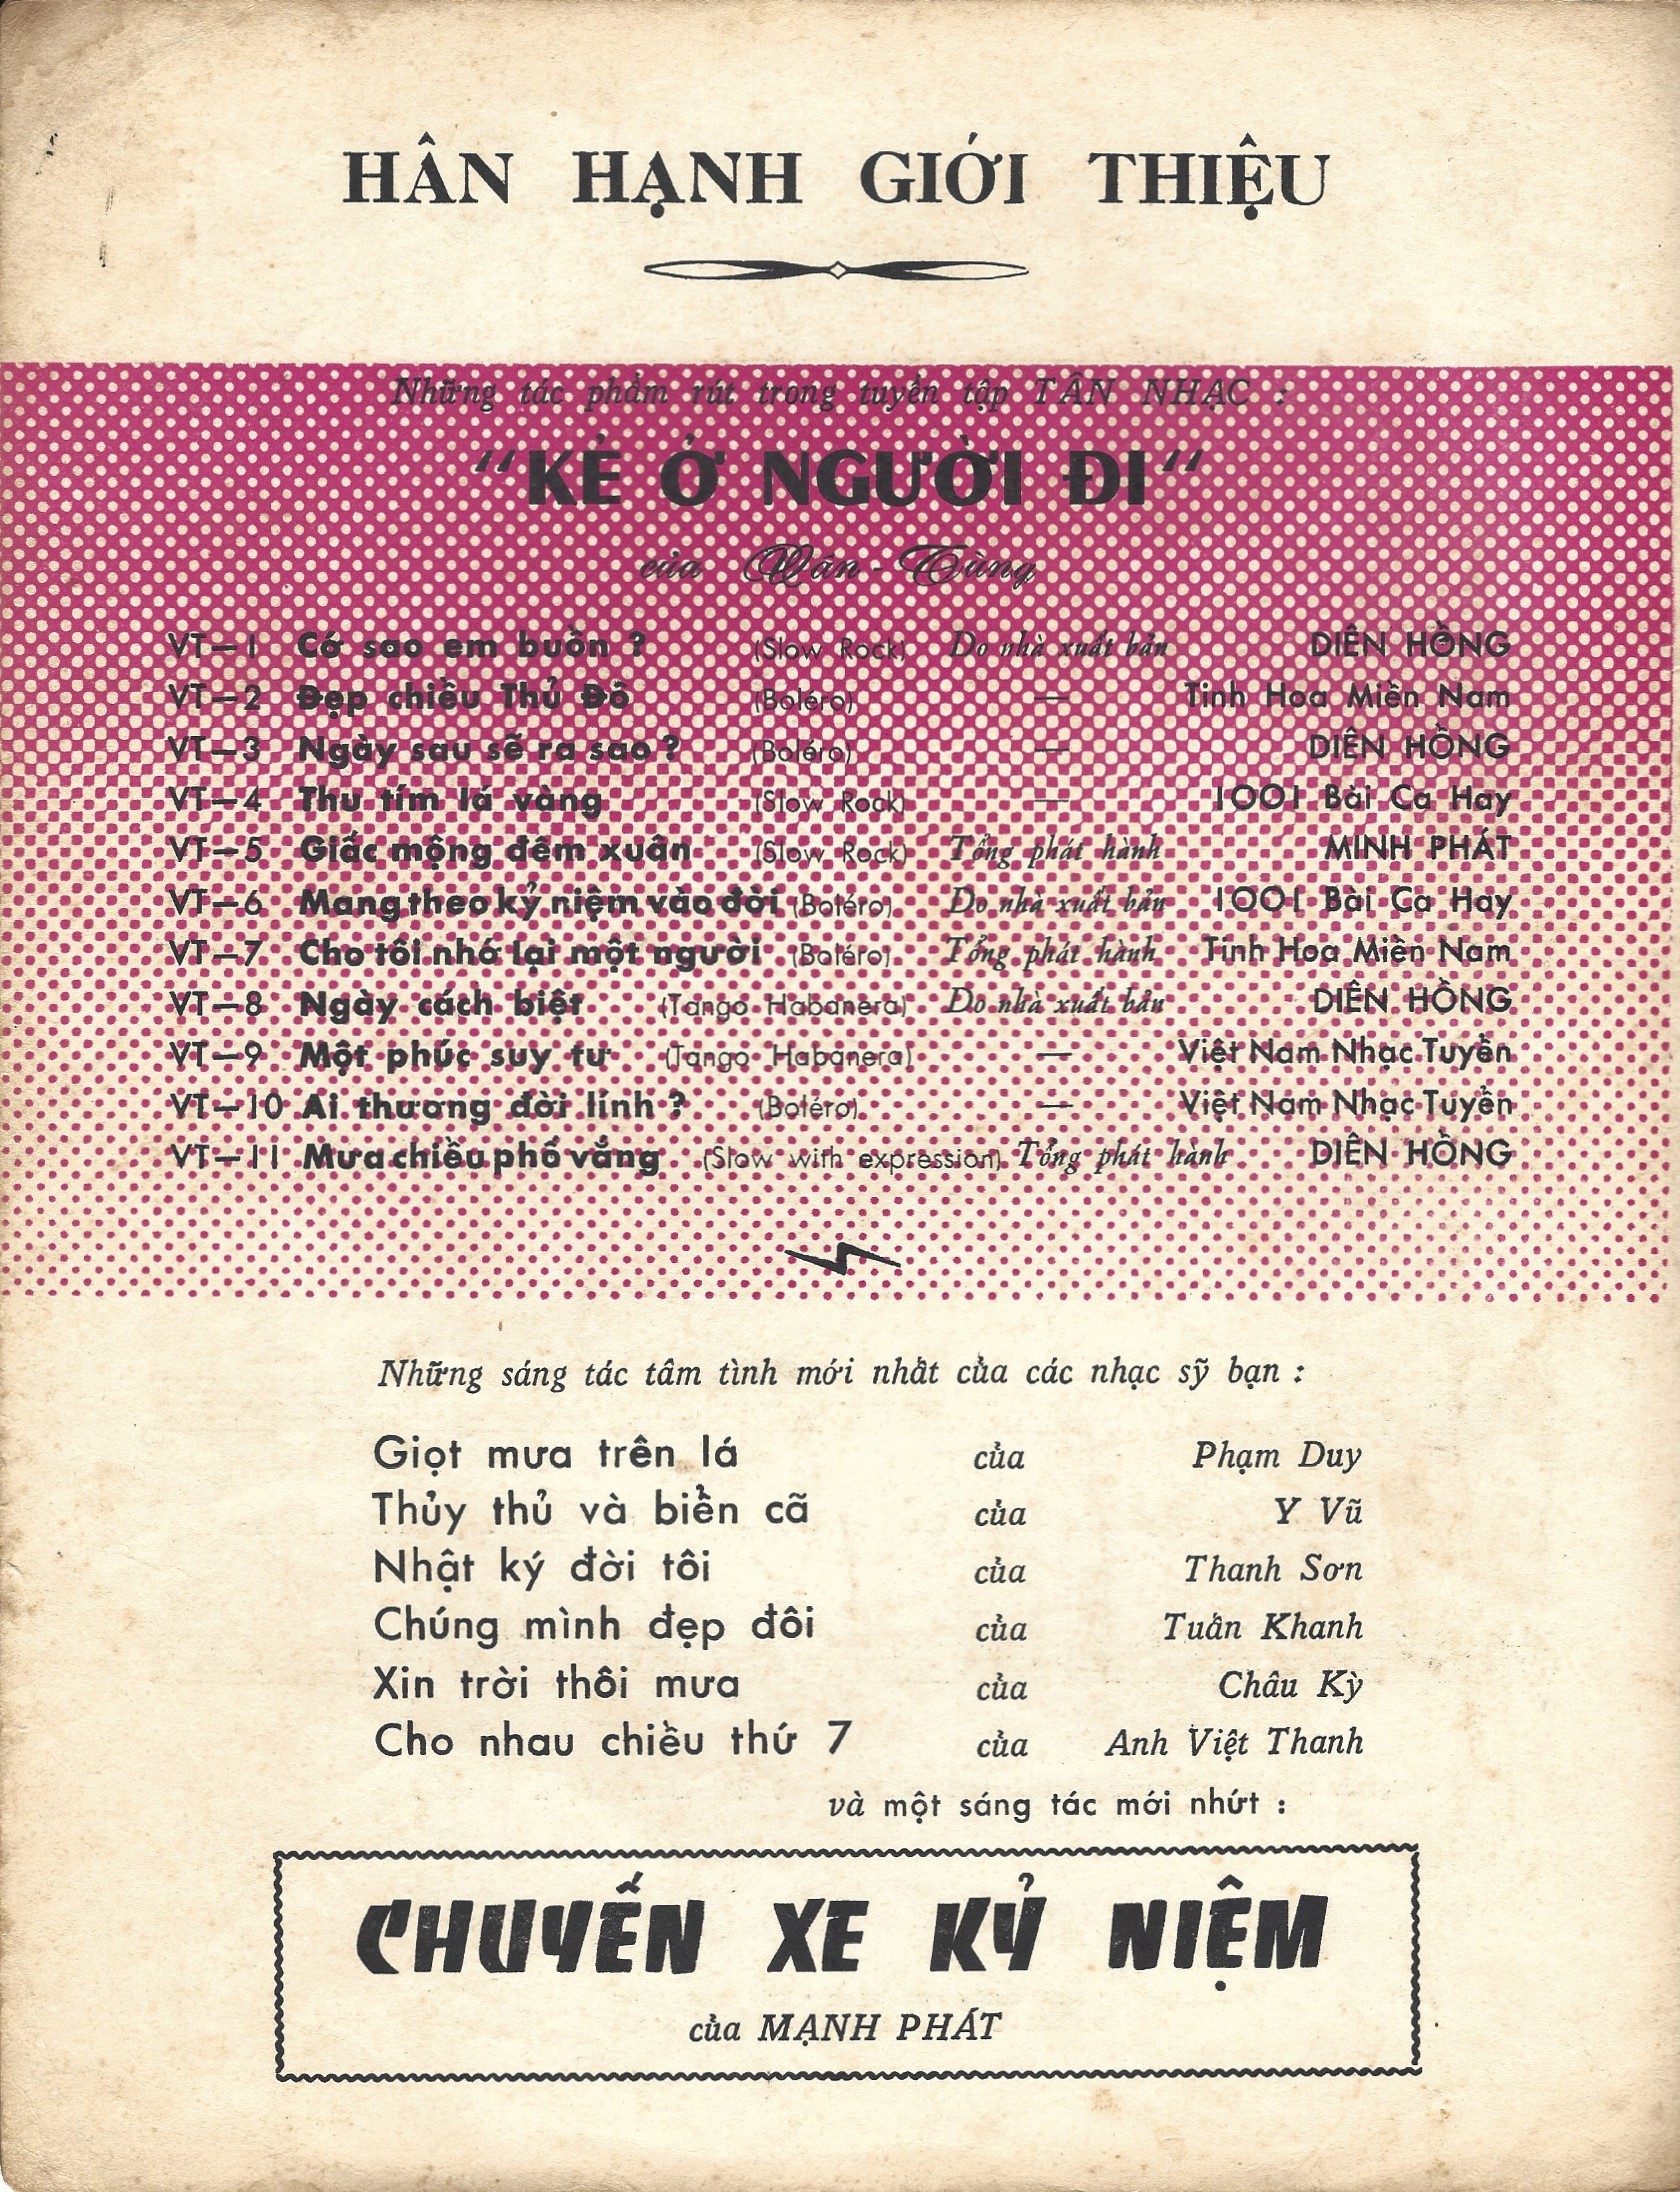 HÂN HẠNH GIỚI THIỆU
Những tác phẩm rút trong tuyển tập TÂN NHẠC :
“KẺ Ở NGƯỜI ĐI“
của Vân - Tùng
VT—1 Cớ sao em buồn ? (Slow Rock) Do nhà xuất bản DIÊN HỒNG
VT—2 Đẹp chiều Thủ Đô (Boléro) — Tinh Hoa Miền Nam
VT—3 Ngày sau sẽ ra sao ? (Boléro) — DIÊN HỒNG
VT—4 Thu tím lá vàng (Slow Rock) — 1001 Bài Ca Hay
VT—5 Giấc mộng đêm xuân (Slow Rock) Tổng phát hành MINH PHÁT
VT—6 Mang theo kỷ niệm vào đời (Boléro) Do nhà xuất bản 1001 Bài Ca Hay
VT—7 Cho tôi nhớ lại một người (Boléro) Tổng phát hành Tinh Hoa Miền Nam
VT—8 Ngày cách biệt (Tango Habanera) Do nhà xuất bản DIÊN HỒNG
VT—9 Một phúc suy tư (Tango Habanera) — Việt Nam Nhạc Tuyển
VT—10 Ai thương đời lính ? (Boléro) — Việt Nam Nhạc Tuyển
VT—11 Mưa chiều phố vắng (Slow with expression) Tổng phát hành DIÊN HỒNG
Những sáng tác tâm tình mới nhất của các nhạc sỹ bạn :
Giọt mưa trên lá của Phạm Duy
Thủy thủ và biển cã của Y Vũ
Nhật ký đời tôi của Thanh Sơn
Chúng mình đẹp đôi của Tuấn Khanh
Xin trời thôi mưa của Châu Kỳ
Cho nhau chiều thứ 7 của Anh Việt Thanh
và một sáng tác mới nhứt :
CHUYẾN XE KỶ NIỆM
của MẠNH PHÁT